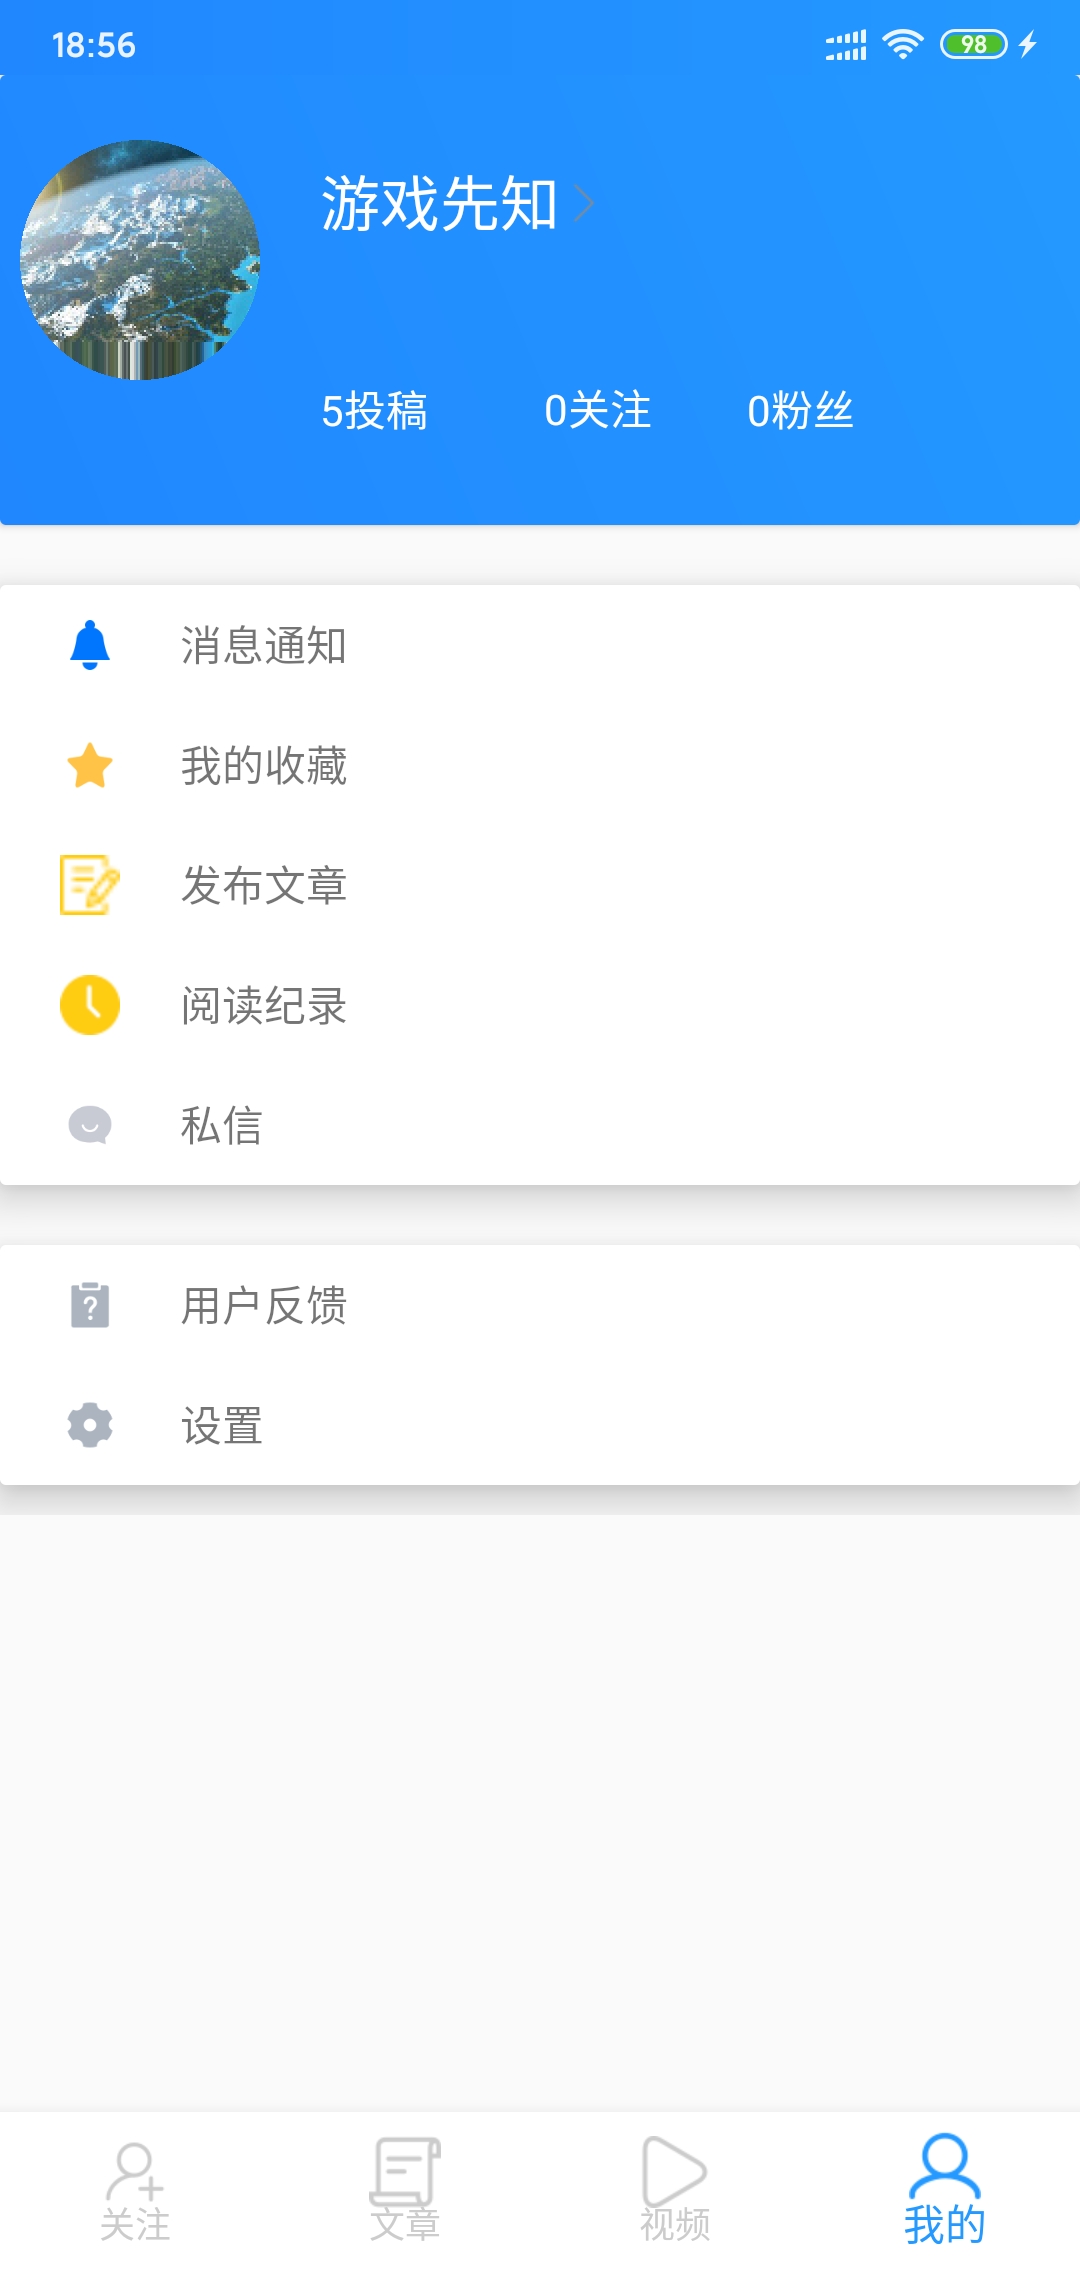 18:56
98
游戏先知
5投稿 0关注 0粉丝
消息通知
我的收藏
发布文章
阅读纪录
私信
用户反馈
设置
关注 文章 视频 我的